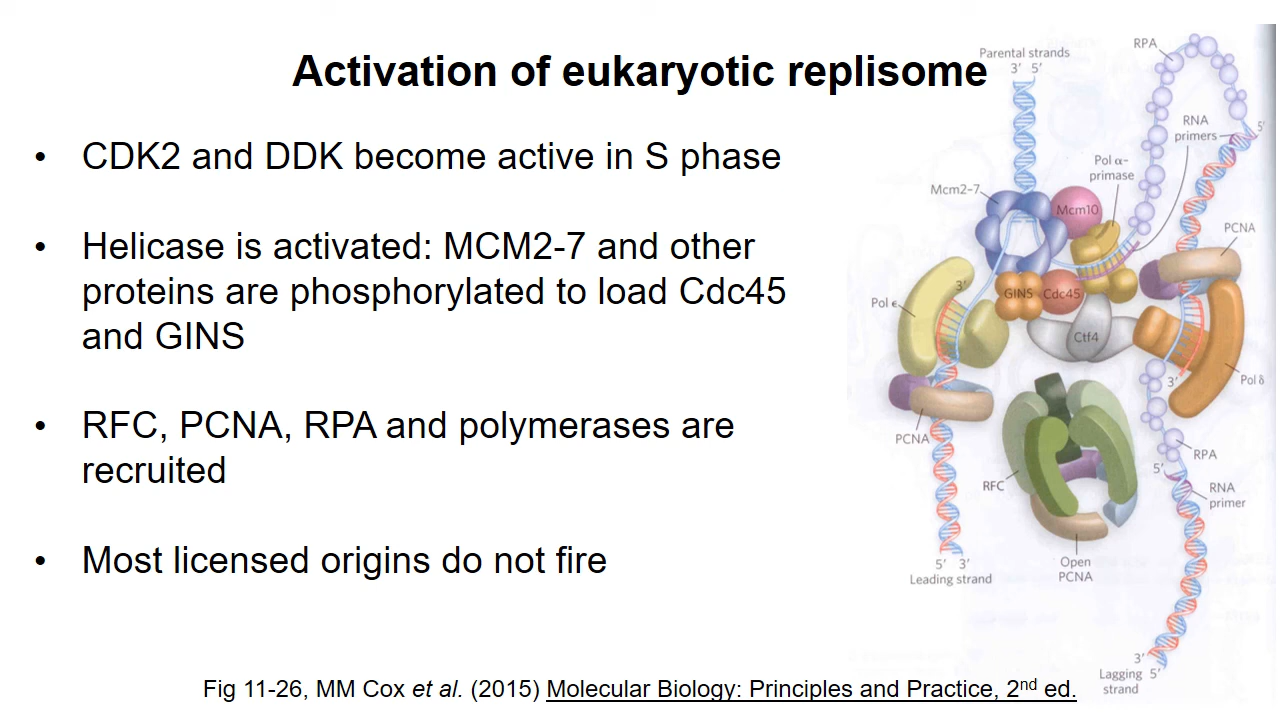 Activation of eukaryotic replisome
• CDK2 and DDK become active in S phase
• Helicase is activated: MCM2-7 and other
proteins are phosphorylated to load Cdc45
and GINS
• RFC, PCNA, RPA and polymerases are
recruited
• Most licensed origins do not fire
Parental strands
3′ 5′
RPA
RNA
primers
5′
Pol α-
primase
Mcm2-7
Mcm10
PCNA
3′
GINS
Cdc45
Pol ε
Ctf4
3′
Pol δ
PCNA
RPA
5′
RFC
RNA
primer
5′ 3′
Leading strand
Open
PCNA
3′
Lagging 5′
strand
Fig 11-26, MM Cox et al. (2015) Molecular Biology: Principles and Practice, 2nd ed.